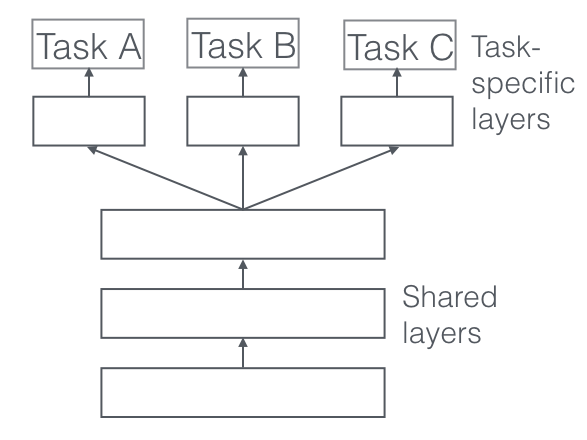 Task A
Task B
Task C
Task-
specific
layers
Shared
layers